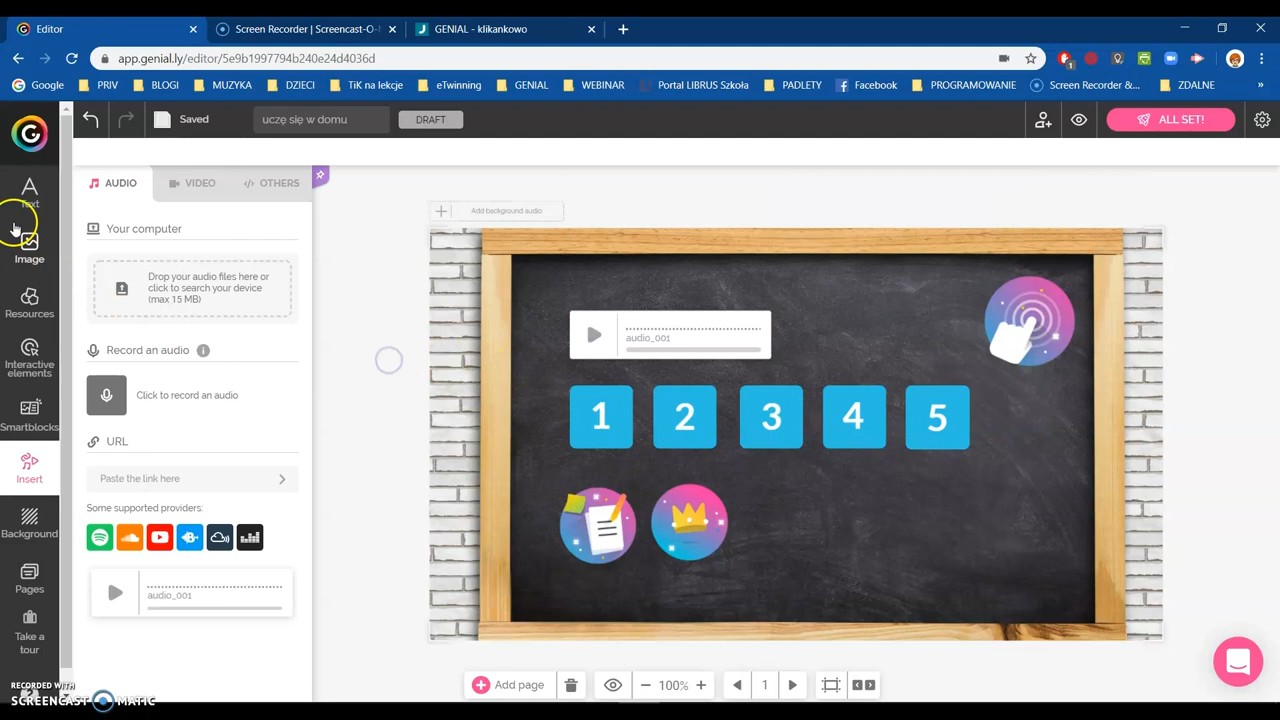 Editor
Screen Recorder | Screencast-O-
GENIAL - klikankowo
app.genial.ly/editor/5e9b1997794b240e24d4036d
Google
PRIV
BLOGI
MUZYKA
DZIECI
TiK na lekcje
eTwinning
GENIAL
WEBINAR
Portal LIBRUS Szkoła
PADLETY
Facebook
PROGRAMOWANIE
Screen Recorder &...
ZDALNE
»
Saved
uczę się w domu
DRAFT
ALL SET!
Text
Image
Resources
Interactive
elements
Smartblocks
Insert
Background
Pages
Take a
tour
AUDIO
VIDEO
OTHERS
Your computer
Drop your audio files here or
click to search your device
(max 15 MB)
Record an audio
Click to record an audio
URL
Paste the link here
Some supported providers:
audio_001
Add background audio
audio_001
1
2
3
4
5
Add page
100%
1
RECORDED WITH
SCREENCAST MATIC